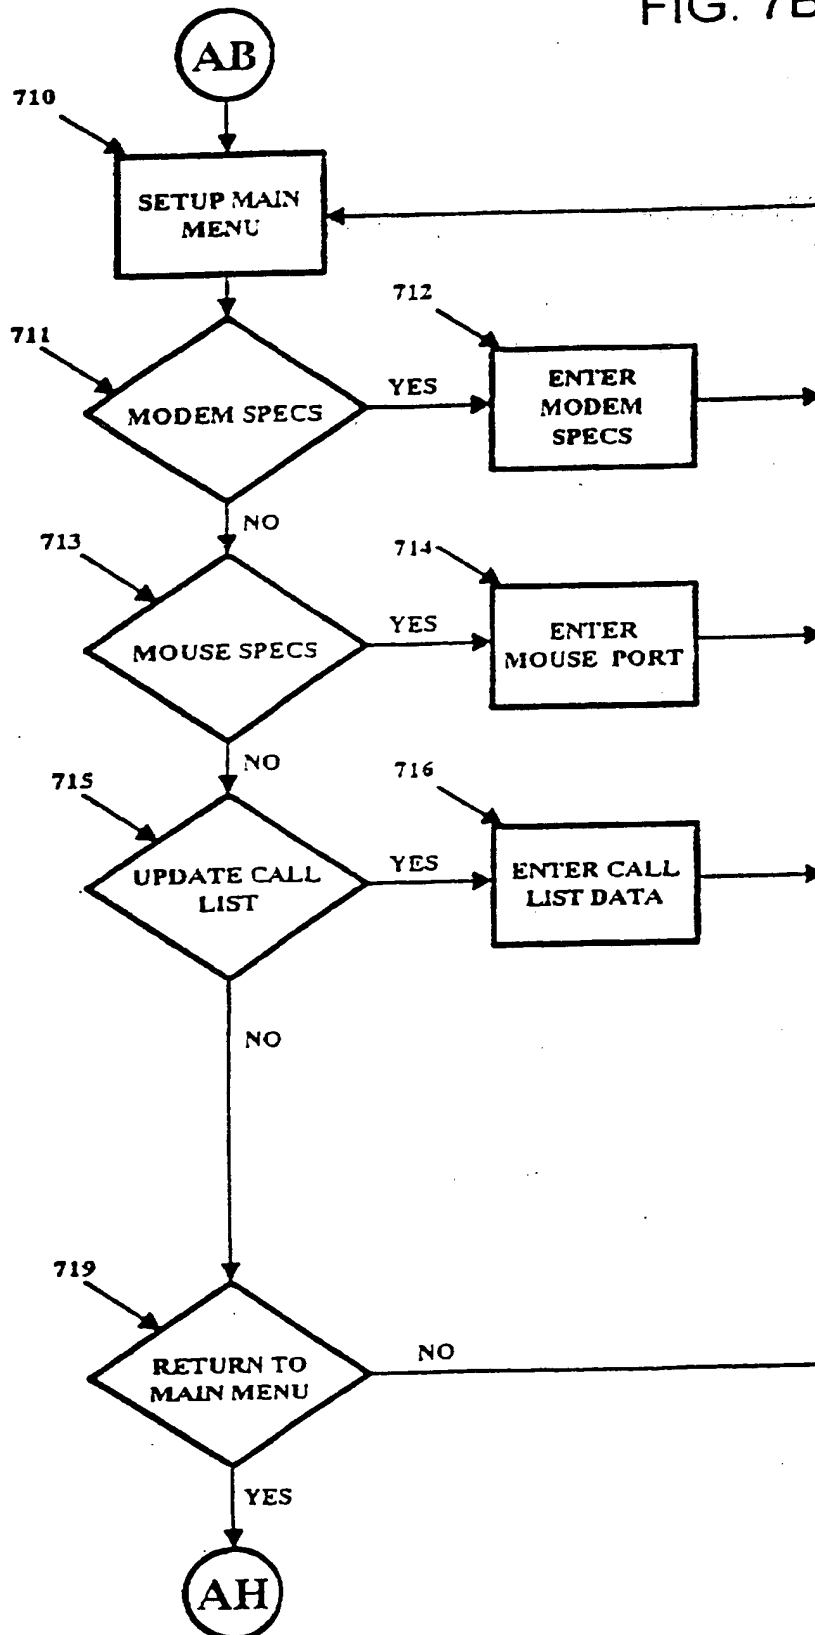 FIG. 7B
AB
710
SETUP MAIN
MENU
711
MODEM SPECS
YES
712
ENTER
MODEM
SPECS
NO
713
MOUSE SPECS
YES
714
ENTER
MOUSE PORT
NO
715
UPDATE CALL
LIST
YES
716
ENTER CALL
LIST DATA
NO
719
RETURN TO
MAIN MENU
NO
YES
AH